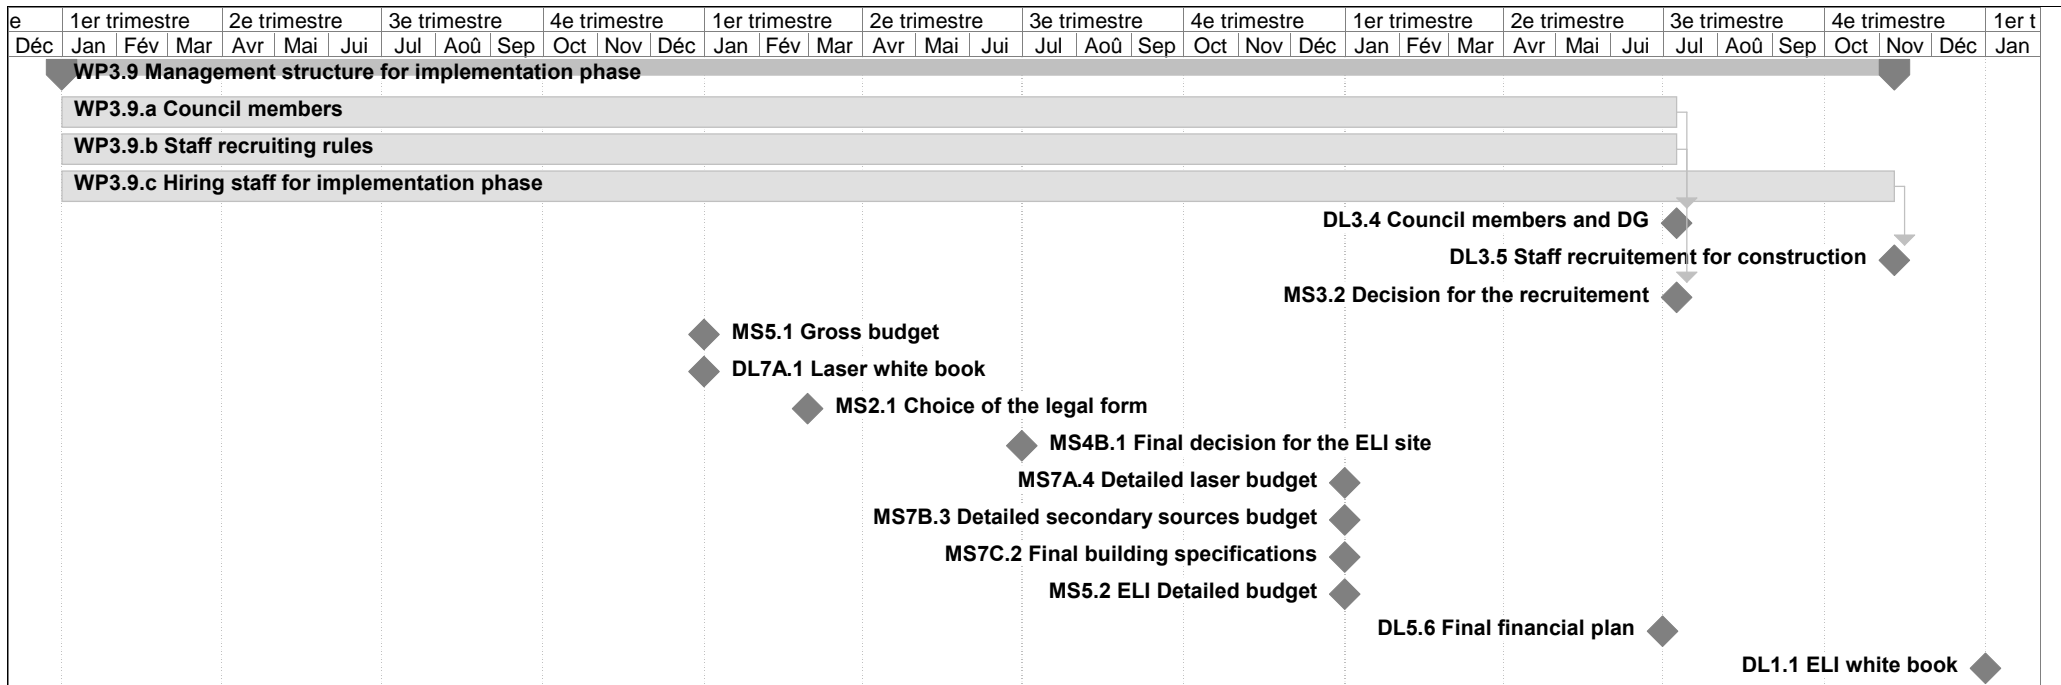 e 1er trimestre 2e trimestre 3e trimestre 4e trimestre 1er trimestre 2e trimestre 3e trimestre 4e trimestre 1er trimestre 2e trimestre 3e trimestre 4e trimestre 1er t
Déc Jan Fév Mar Avr Mai Jui Jul Aoû Sep Oct Nov Déc Jan Fév Mar Avr Mai Jui Jul Aoû Sep Oct Nov Déc Jan Fév Mar Avr Mai Jui Jul Aoû Sep Oct Nov Déc Jan
WP3.9 Management structure for implementation phase
WP3.9.a Council members
WP3.9.b Staff recruiting rules
WP3.9.c Hiring staff for implementation phase
DL3.4 Council members and DG
DL3.5 Staff recruitement for construction
MS3.2 Decision for the recruitement
MS5.1 Gross budget
DL7A.1 Laser white book
MS2.1 Choice of the legal form
MS4B.1 Final decision for the ELI site
MS7A.4 Detailed laser budget
MS7B.3 Detailed secondary sources budget
MS7C.2 Final building specifications
MS5.2 ELI Detailed budget
DL5.6 Final financial plan
DL1.1 ELI white book